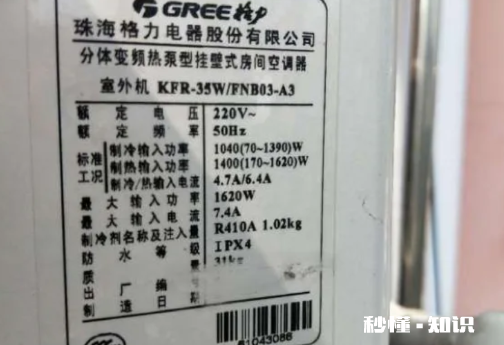 GREE 格力
珠海格力电器股份有限公司
分体变频热泵型挂壁式房间空调器
室外机 KFR-35W/FNB03-A3
额定电压 220V~
额定频率 50Hz
标准工况 制冷输入功率 1040(70~1390)W
制热输入功率 1400(170~1620)W
制冷/热输入电流 4.7A/6.4A
最大输入功率 1620W
最大输入电流 7.4A
制冷剂名称及注入量 R410A 1.02kg
防水等级 IPX4
质量 31kg
出厂编号
制造日期
61043086
秒懂·知识